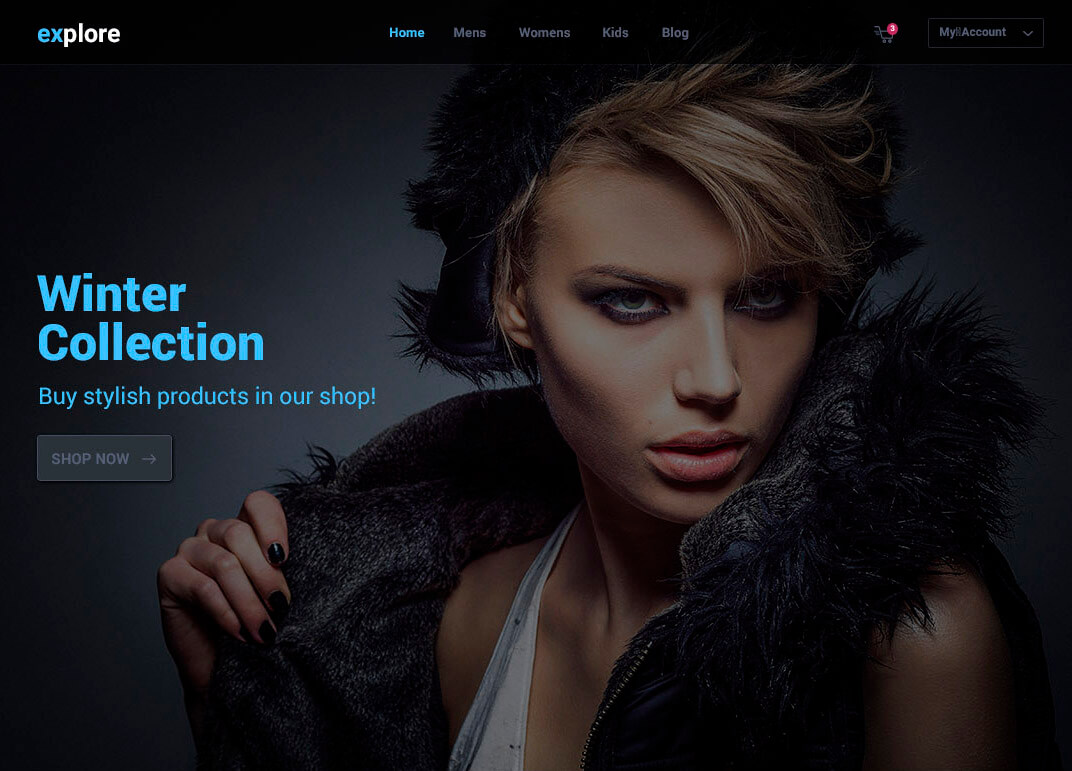 explore
Home Mens Womens Kids Blog
3
My Account
Winter
Collection
Buy stylish products in our shop!
SHOP NOW →